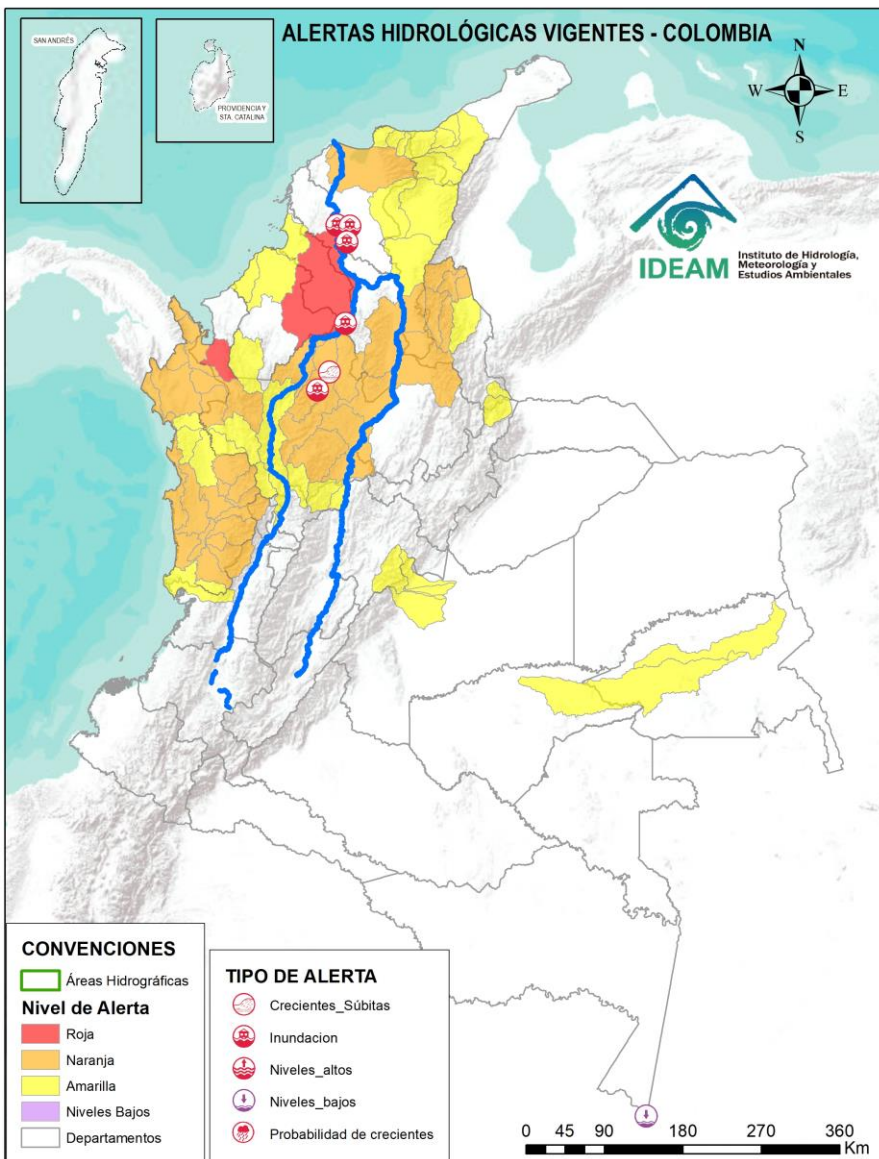 ALERTAS HIDROLÓGICAS VIGENTES - COLOMBIA
SAN ANDRÉS
PROVIDENCIA Y
STA. CATALINA
N
W
E
S
IDEAM
Instituto de Hidrología,
Meteorología y
Estudios Ambientales
CONVENCIONES
Áreas Hidrográficas
Nivel de Alerta
Roja
Naranja
Amarilla
Niveles Bajos
Departamentos
TIPO DE ALERTA
Crecientes_Súbitas
Inundacion
Niveles_altos
Niveles_bajos
Probabilidad de crecientes
0 45 90 180 270 360
Km